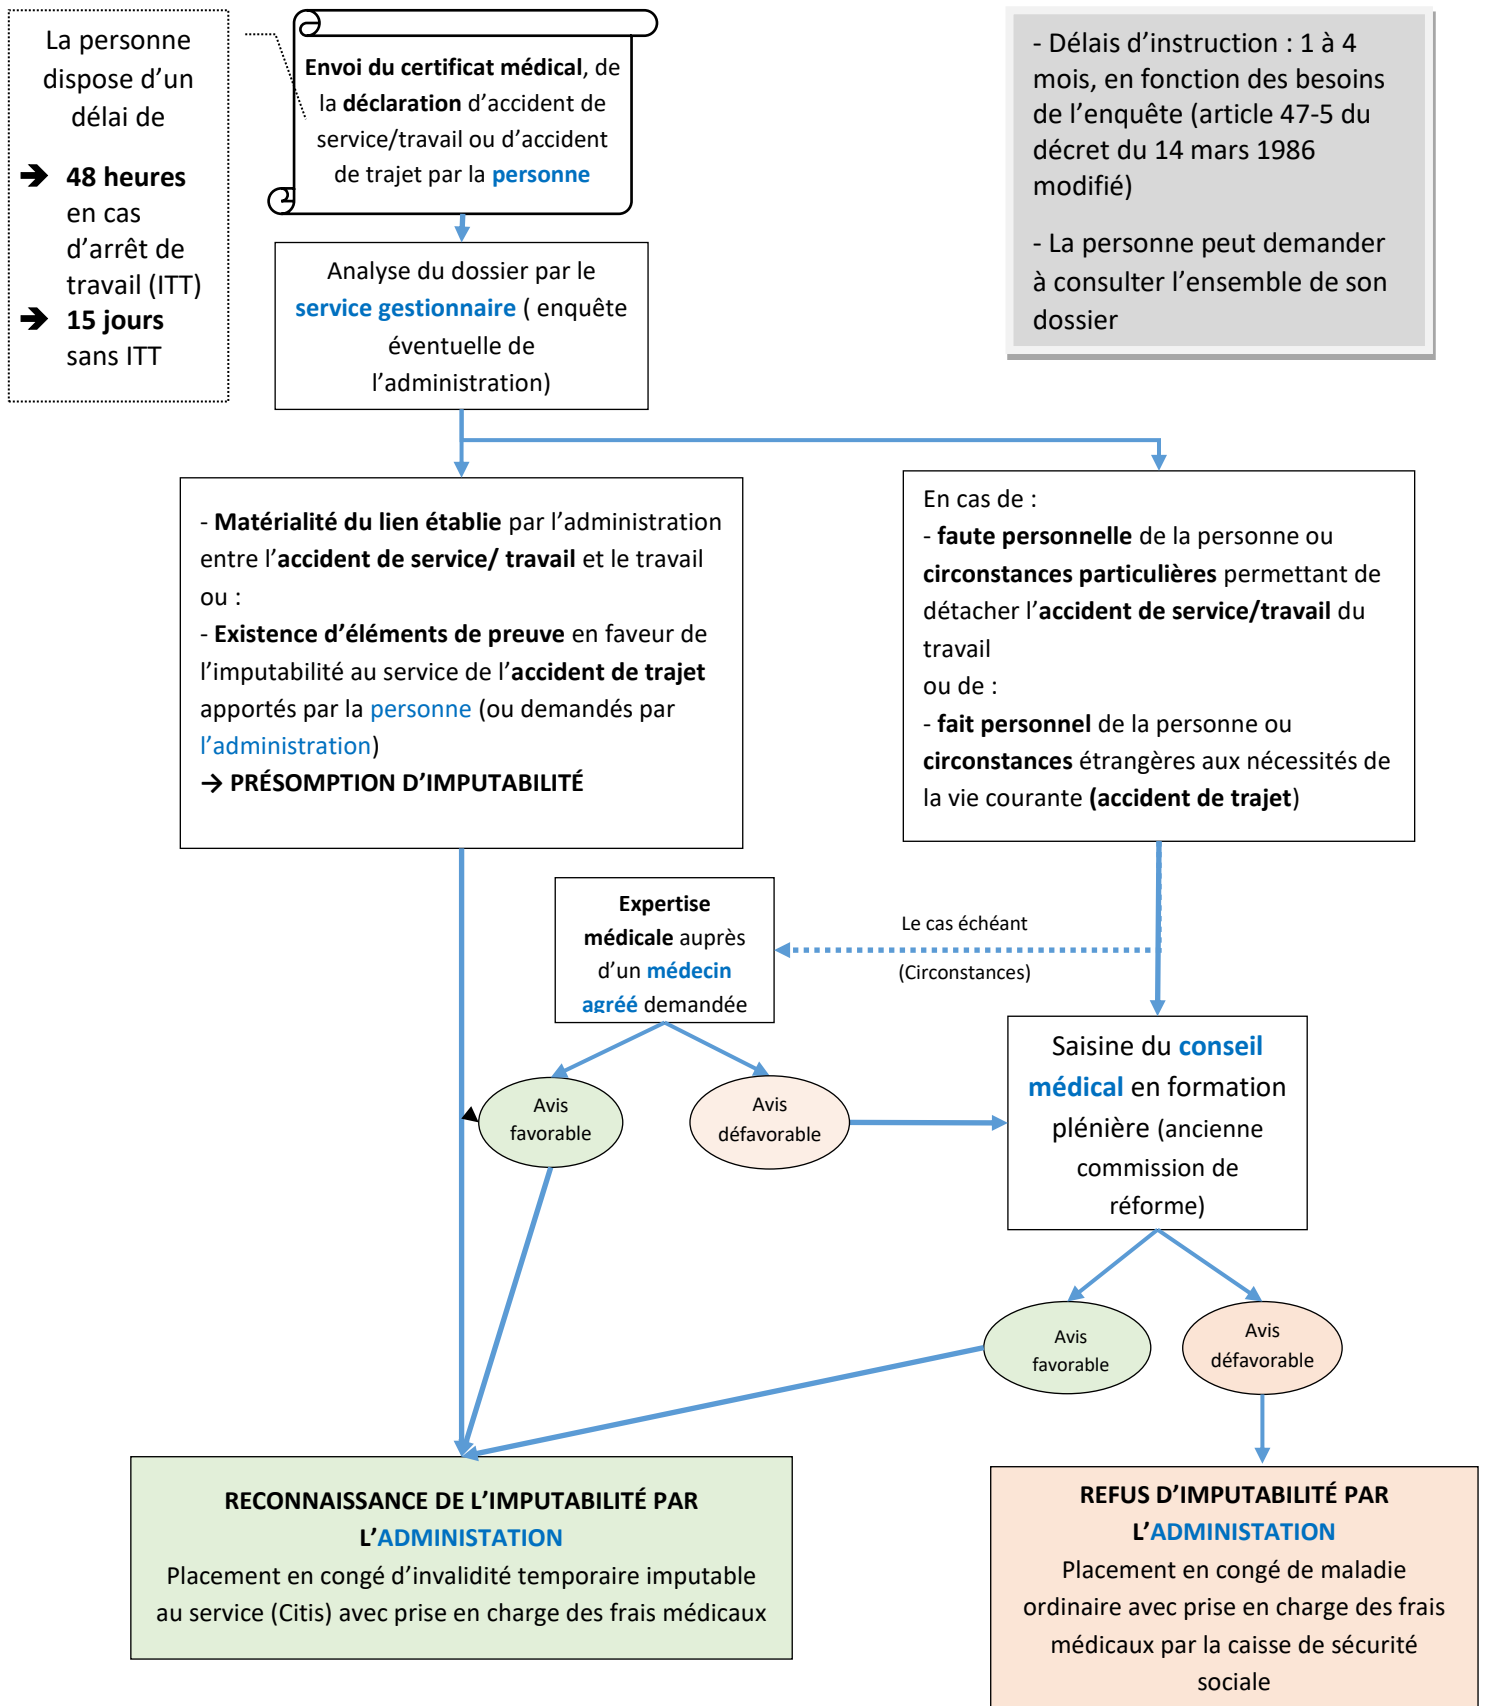 La personne
dispose d’un
délai de
➔ 48 heures
en cas
d’arrêt de
travail (ITT)
➔ 15 jours
sans ITT
Envoi du certificat médical, de
la déclaration d’accident de
service/travail ou d’accident
de trajet par la personne
- Délais d’instruction : 1 à 4
mois, en fonction des besoins
de l’enquête (article 47-5 du
décret du 14 mars 1986
modifié)
- La personne peut demander
à consulter l’ensemble de son
dossier
Analyse du dossier par le
service gestionnaire ( enquête
éventuelle de
l’administration)
- Matérialité du lien établie par l’administration
entre l’accident de service/ travail et le travail
ou :
- Existence d’éléments de preuve en faveur de
l’imputabilité au service de l’accident de trajet
apportés par la personne (ou demandés par
l’administration)
→ PRÉSOMPTION D’IMPUTABILITÉ
En cas de :
- faute personnelle de la personne ou
circonstances particulières permettant de
détacher l’accident de service/travail du
travail
ou de :
- fait personnel de la personne ou
circonstances étrangères aux nécessités de
la vie courante (accident de trajet)
Expertise
médicale auprès
d’un médecin
agréé demandée
Le cas échéant
(Circonstances)
Avis
favorable
Avis
défavorable
Saisine du conseil
médical en formation
plénière (ancienne
commission de
réforme)
Avis
favorable
Avis
défavorable
RECONNAISSANCE DE L’IMPUTABILITÉ PAR
L’ADMINISTATION
Placement en congé d’invalidité temporaire imputable
au service (Citis) avec prise en charge des frais médicaux
REFUS D’IMPUTABILITÉ PAR
L’ADMINISTATION
Placement en congé de maladie
ordinaire avec prise en charge des frais
médicaux par la caisse de sécurité
sociale